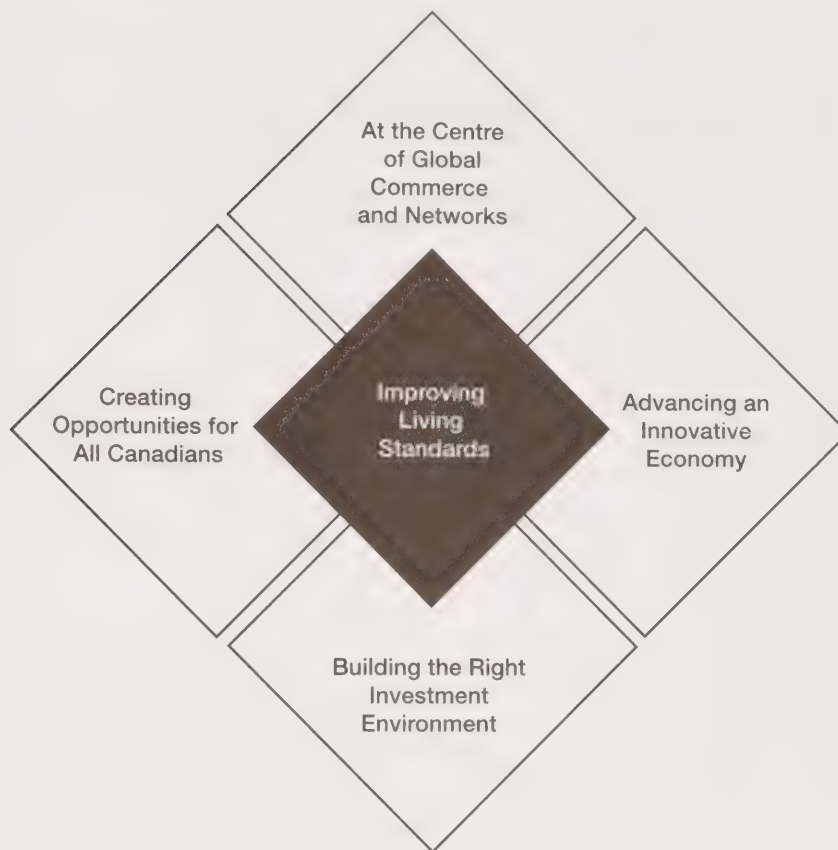 At the Centre
of Global
Commerce
and Networks
Creating
Opportunities for
All Canadians
Improving
Living
Standards
Advancing an
Innovative
Economy
Building the Right
Investment
Environment